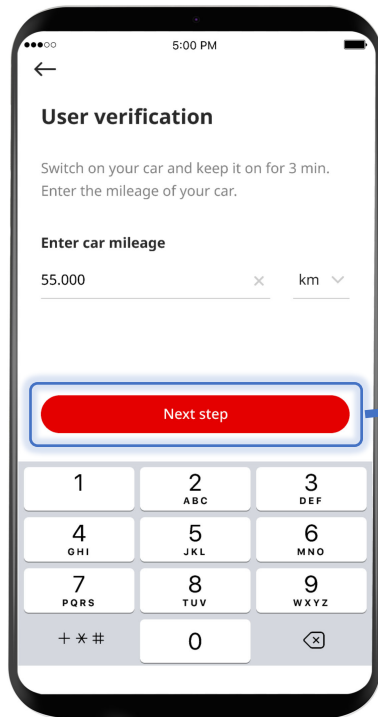 5:00 PM
User verification
Switch on your car and keep it on for 3 min.
Enter the mileage of your car.
Enter car mileage
55.000 km
Next step
1 2 3
ABC DEF
4 5 6
GHI JKL MNO
7 8 9
PQRS TUV WXYZ
+ * # 0